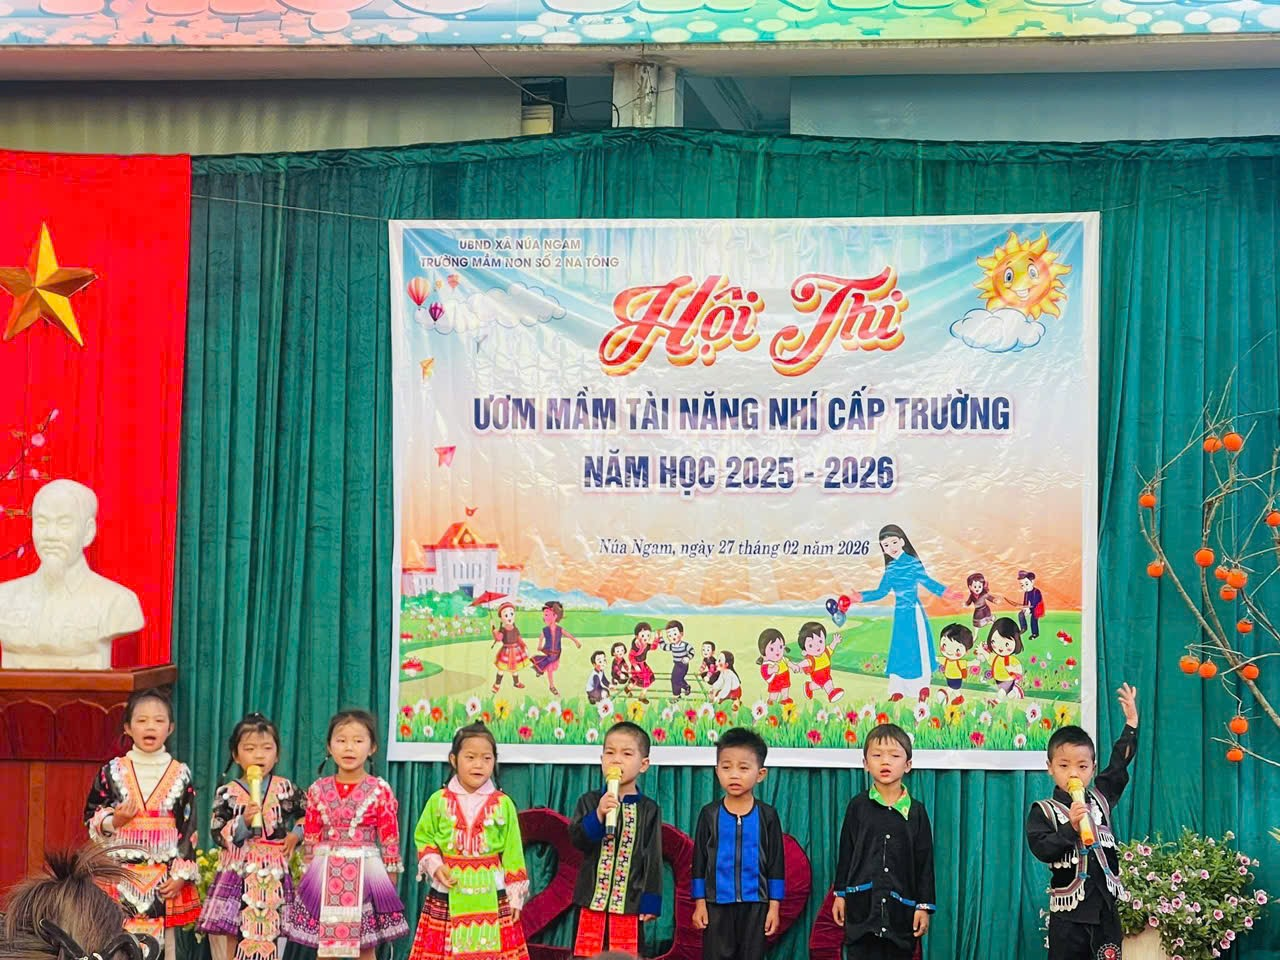 UBND XÃ NÚA NGAM
TRƯỜNG MẦM NON SỐ 2 NA TÔNG
Hội Thi
ƯƠM MẦM TÀI NĂNG NHÍ CẤP TRƯỜNG
NĂM HỌC 2025 - 2026
Núa Ngam, ngày 27 tháng 02 năm 2026